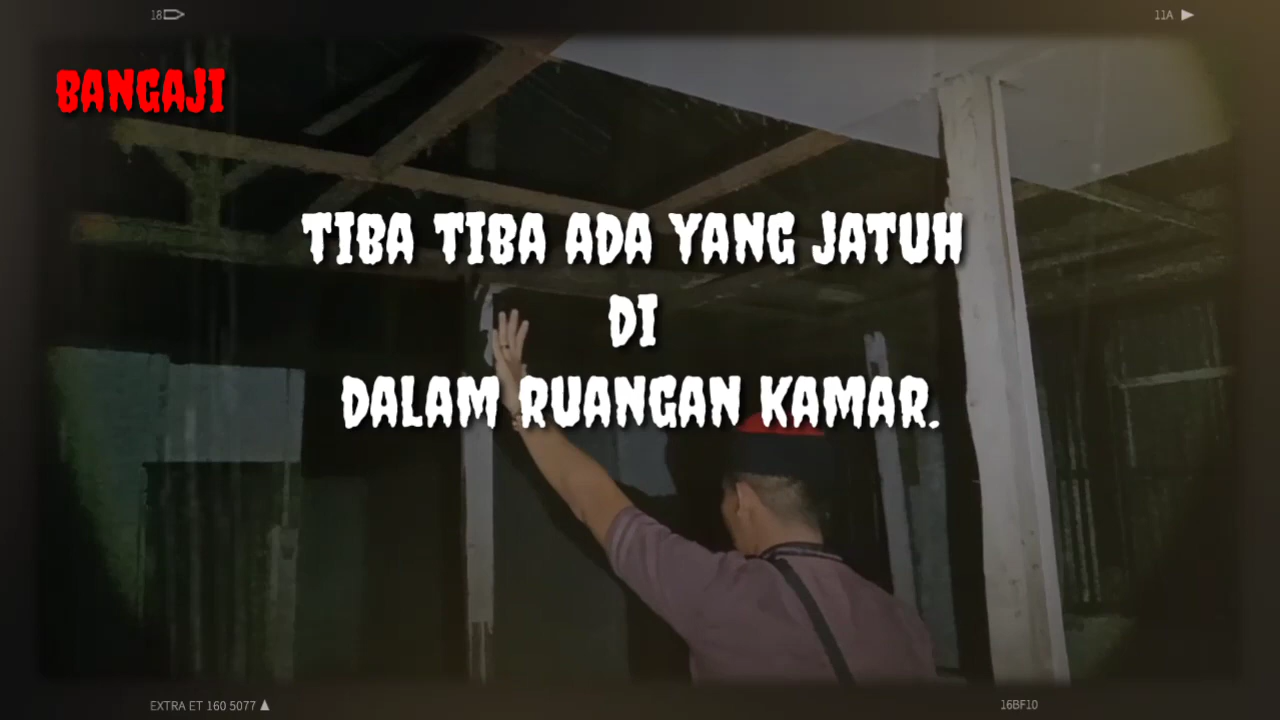 18
11A
BANGAJI
TIBA TIBA ADA YANG JATUH
DI
DALAM RUANGAN KAMAR.
EXTRA ET 160 5077
16BF10